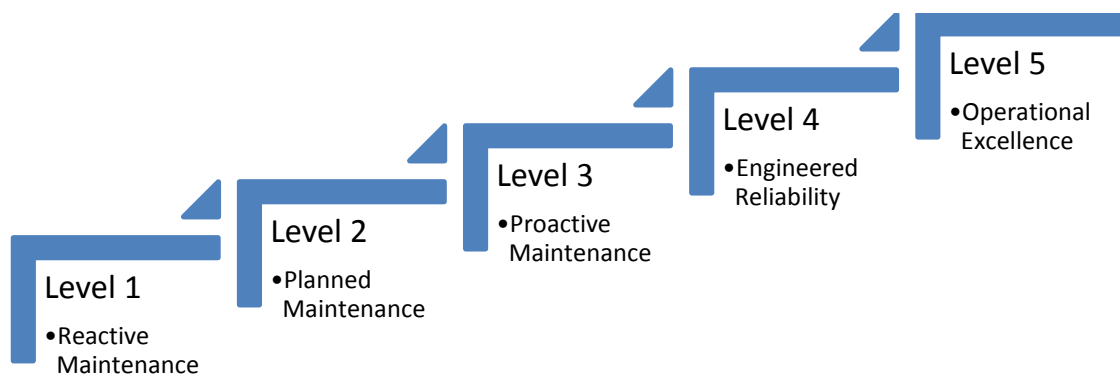 Level 1
•Reactive
Maintenance
Level 2
•Planned
Maintenance
Level 3
•Proactive
Maintenance
Level 4
•Engineered
Reliability
Level 5
•Operational
Excellence